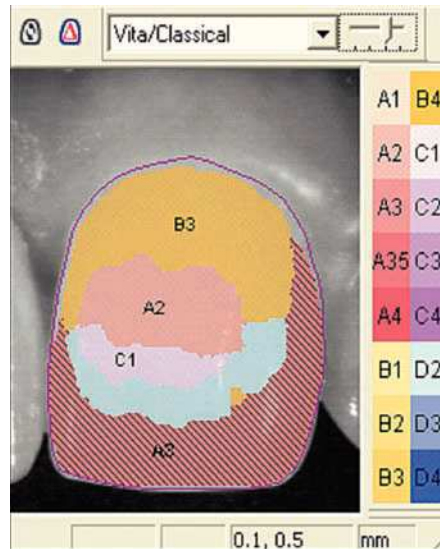 Vita/Classical
A1 B4
A2 C1
A3 C2
A35 C3
A4 C4
B1 D2
B2 D3
B3 D4
B3
A2
C1
A3
0.1, 0.5 mm